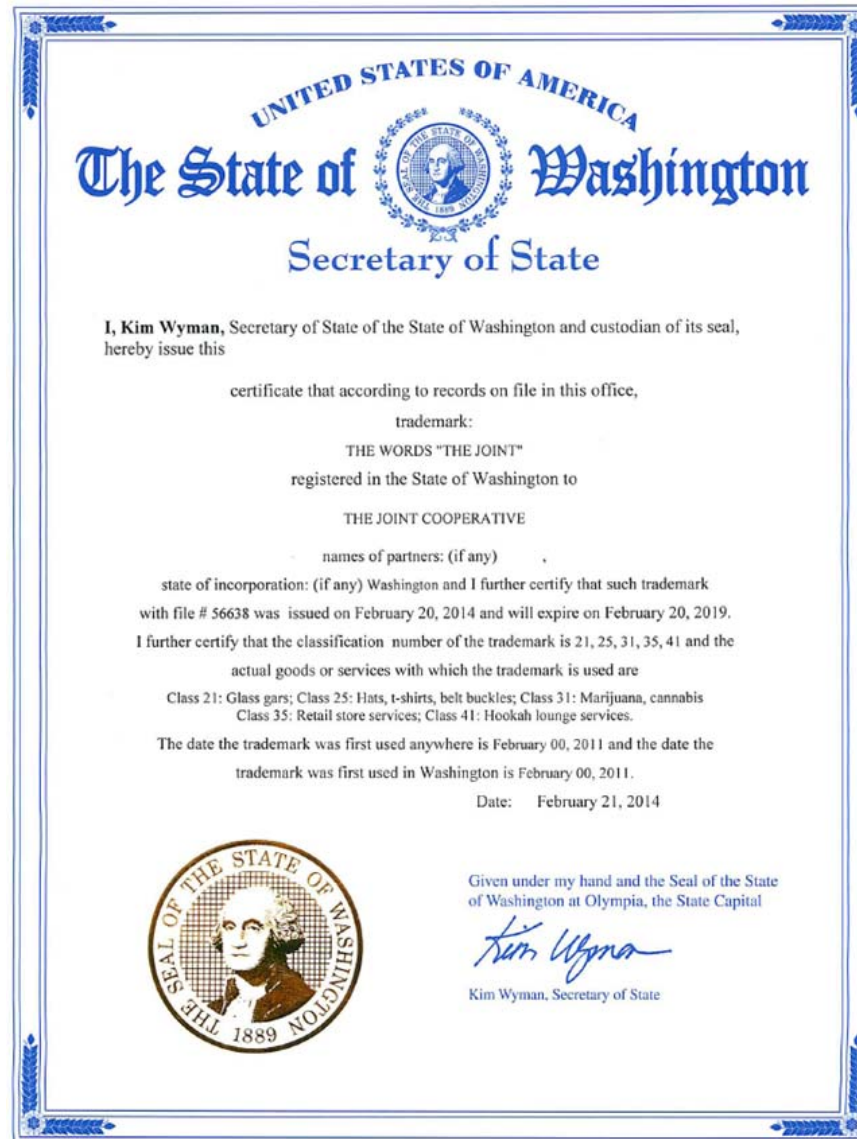 UNITED STATES OF AMERICA
The State of Washington
THE SEAL OF THE STATE OF WASHINGTON
1889
Secretary of State
I, Kim Wyman, Secretary of State of the State of Washington and custodian of its seal,
hereby issue this
certificate that according to records on file in this office,
trademark:
THE WORDS "THE JOINT"
registered in the State of Washington to
THE JOINT COOPERATIVE
names of partners: (if any) ,
state of incorporation: (if any) Washington and I further certify that such trademark
with file # 56638 was issued on February 20, 2014 and will expire on February 20, 2019.
I further certify that the classification number of the trademark is 21, 25, 31, 35, 41 and the
actual goods or services with which the trademark is used are
Class 21: Glass gars; Class 25: Hats, t-shirts, belt buckles; Class 31: Marijuana, cannabis
Class 35: Retail store services; Class 41: Hookah lounge services.
The date the trademark was first used anywhere is February 00, 2011 and the date the
trademark was first used in Washington is February 00, 2011.
Date: February 21, 2014
THE SEAL OF THE STATE OF WASHINGTON
1889
Given under my hand and the Seal of the State
of Washington at Olympia, the State Capital
Kim Wyman
Kim Wyman, Secretary of State